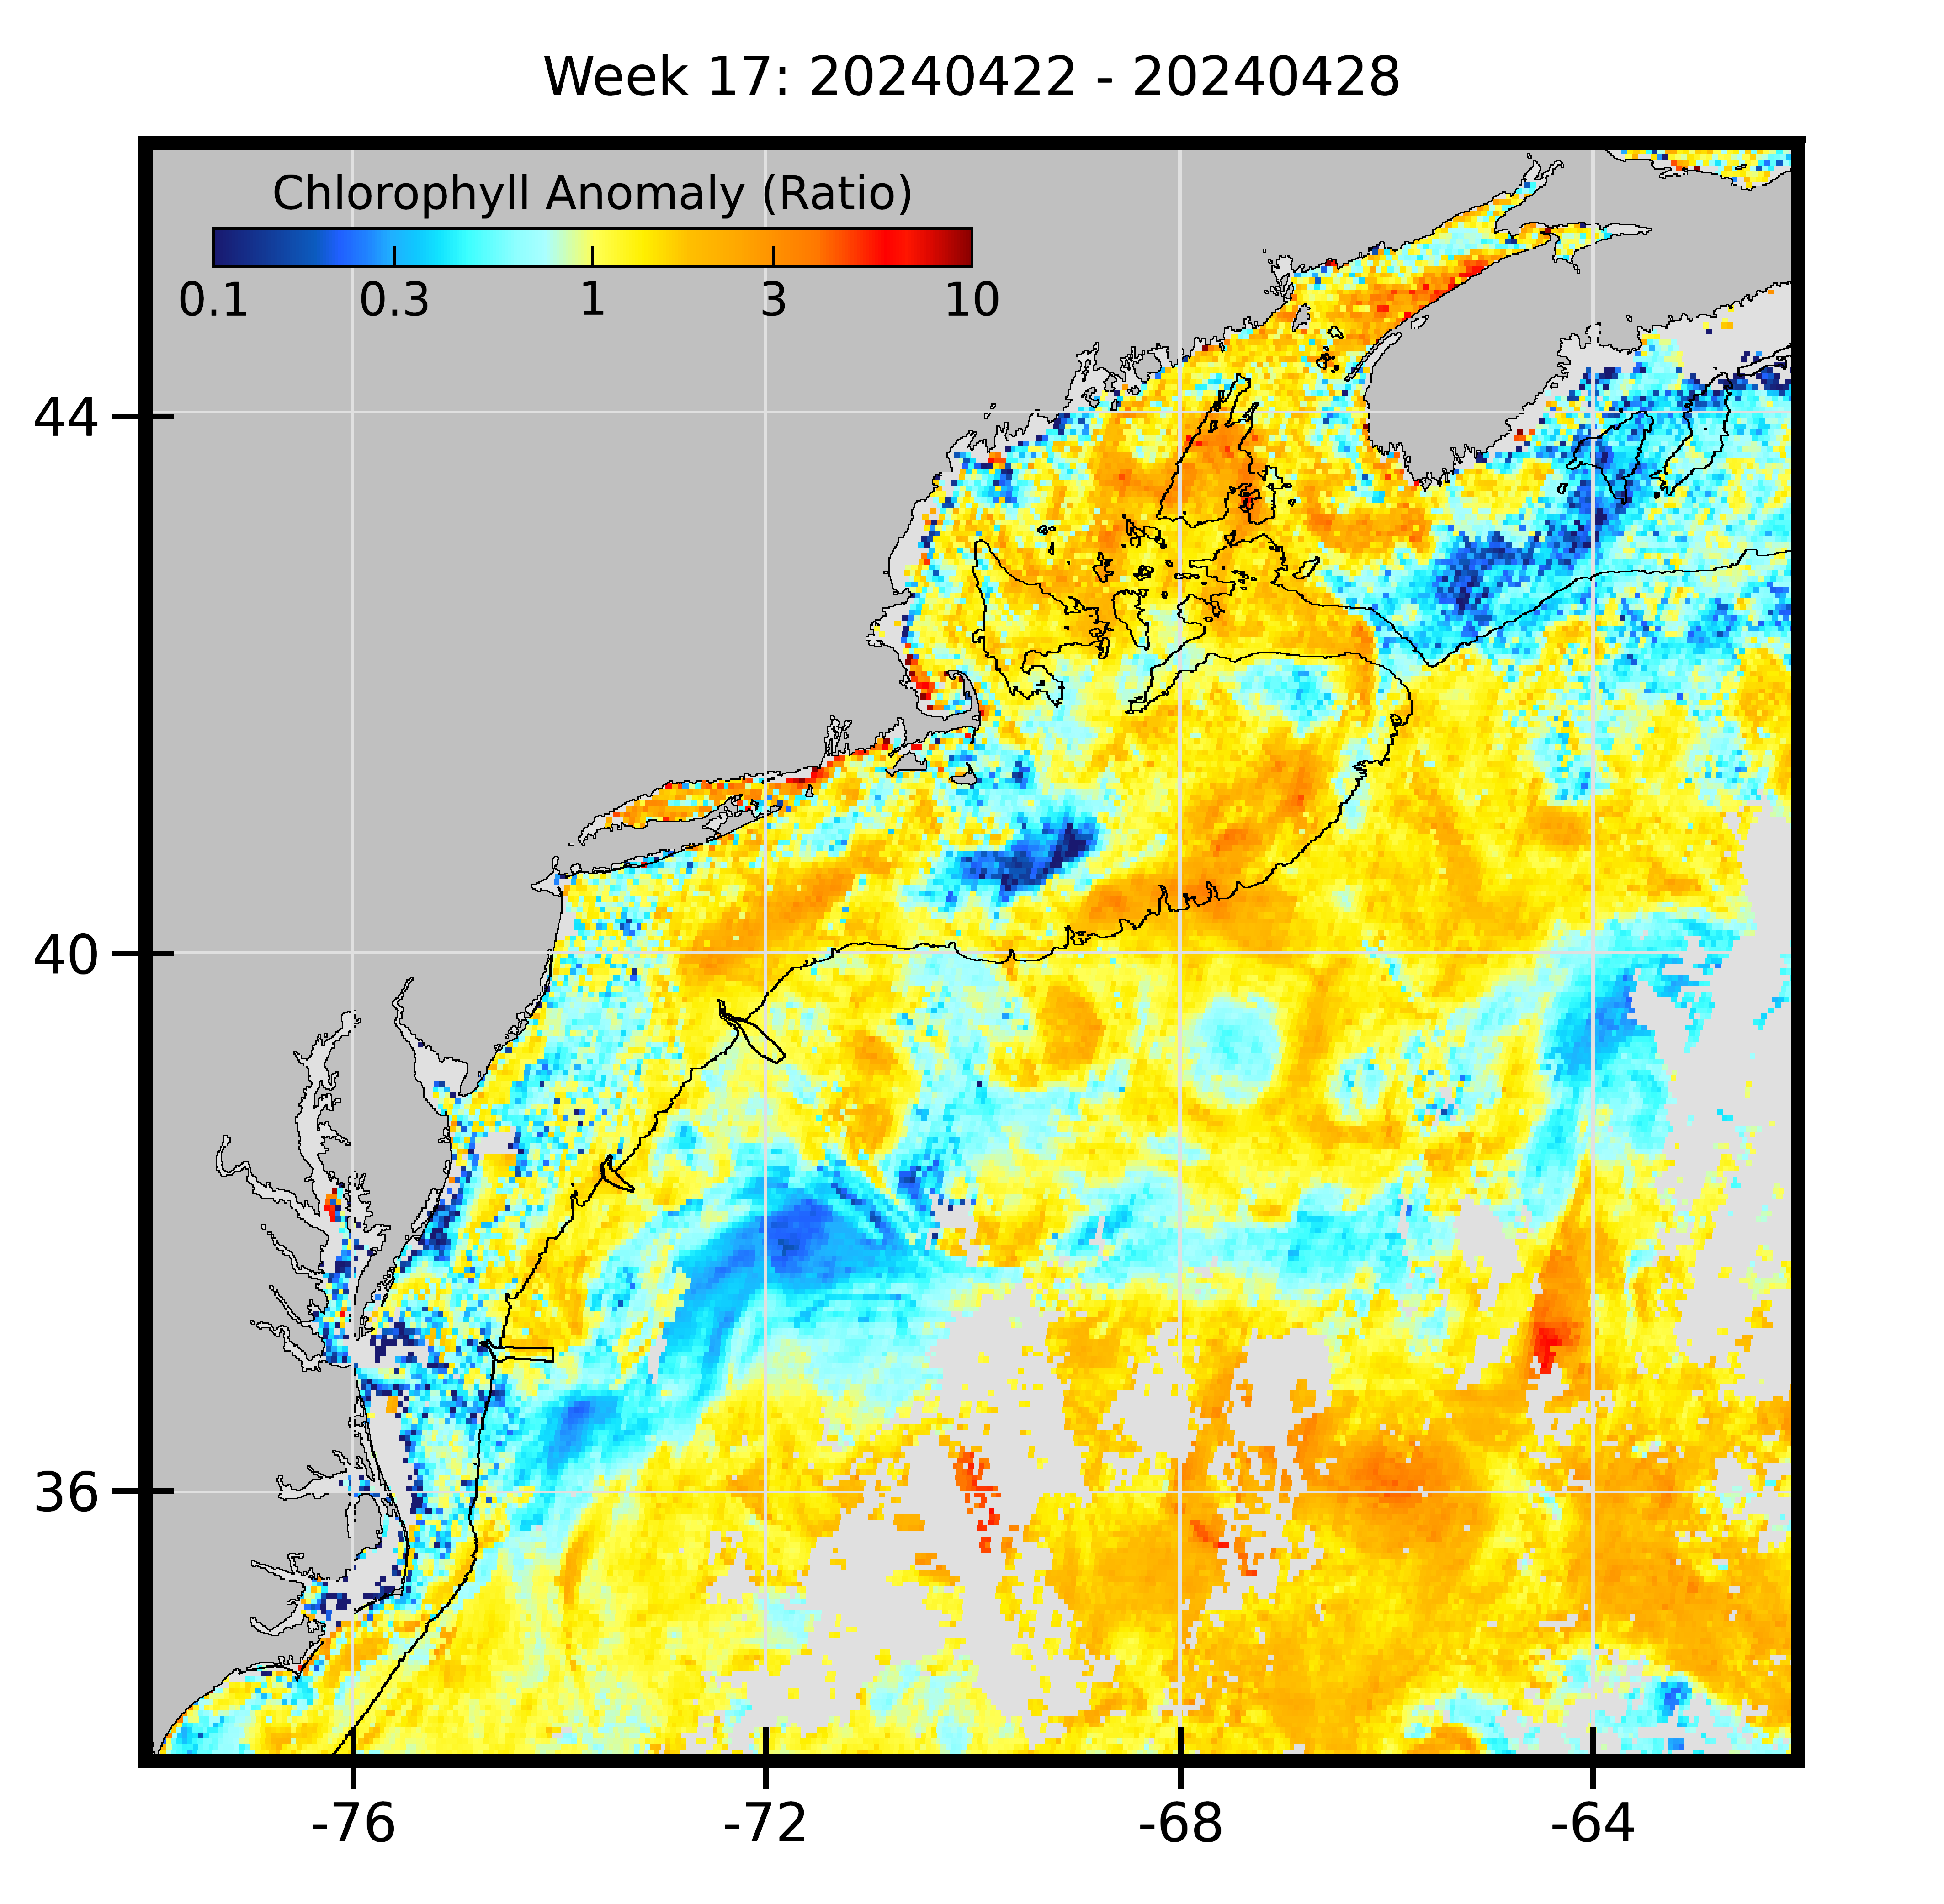 Week 17: 20240422 - 20240428
Chlorophyll Anomaly (Ratio)
0.1 0.3 1 3 10
44
40
36
-76 -72 -68 -64